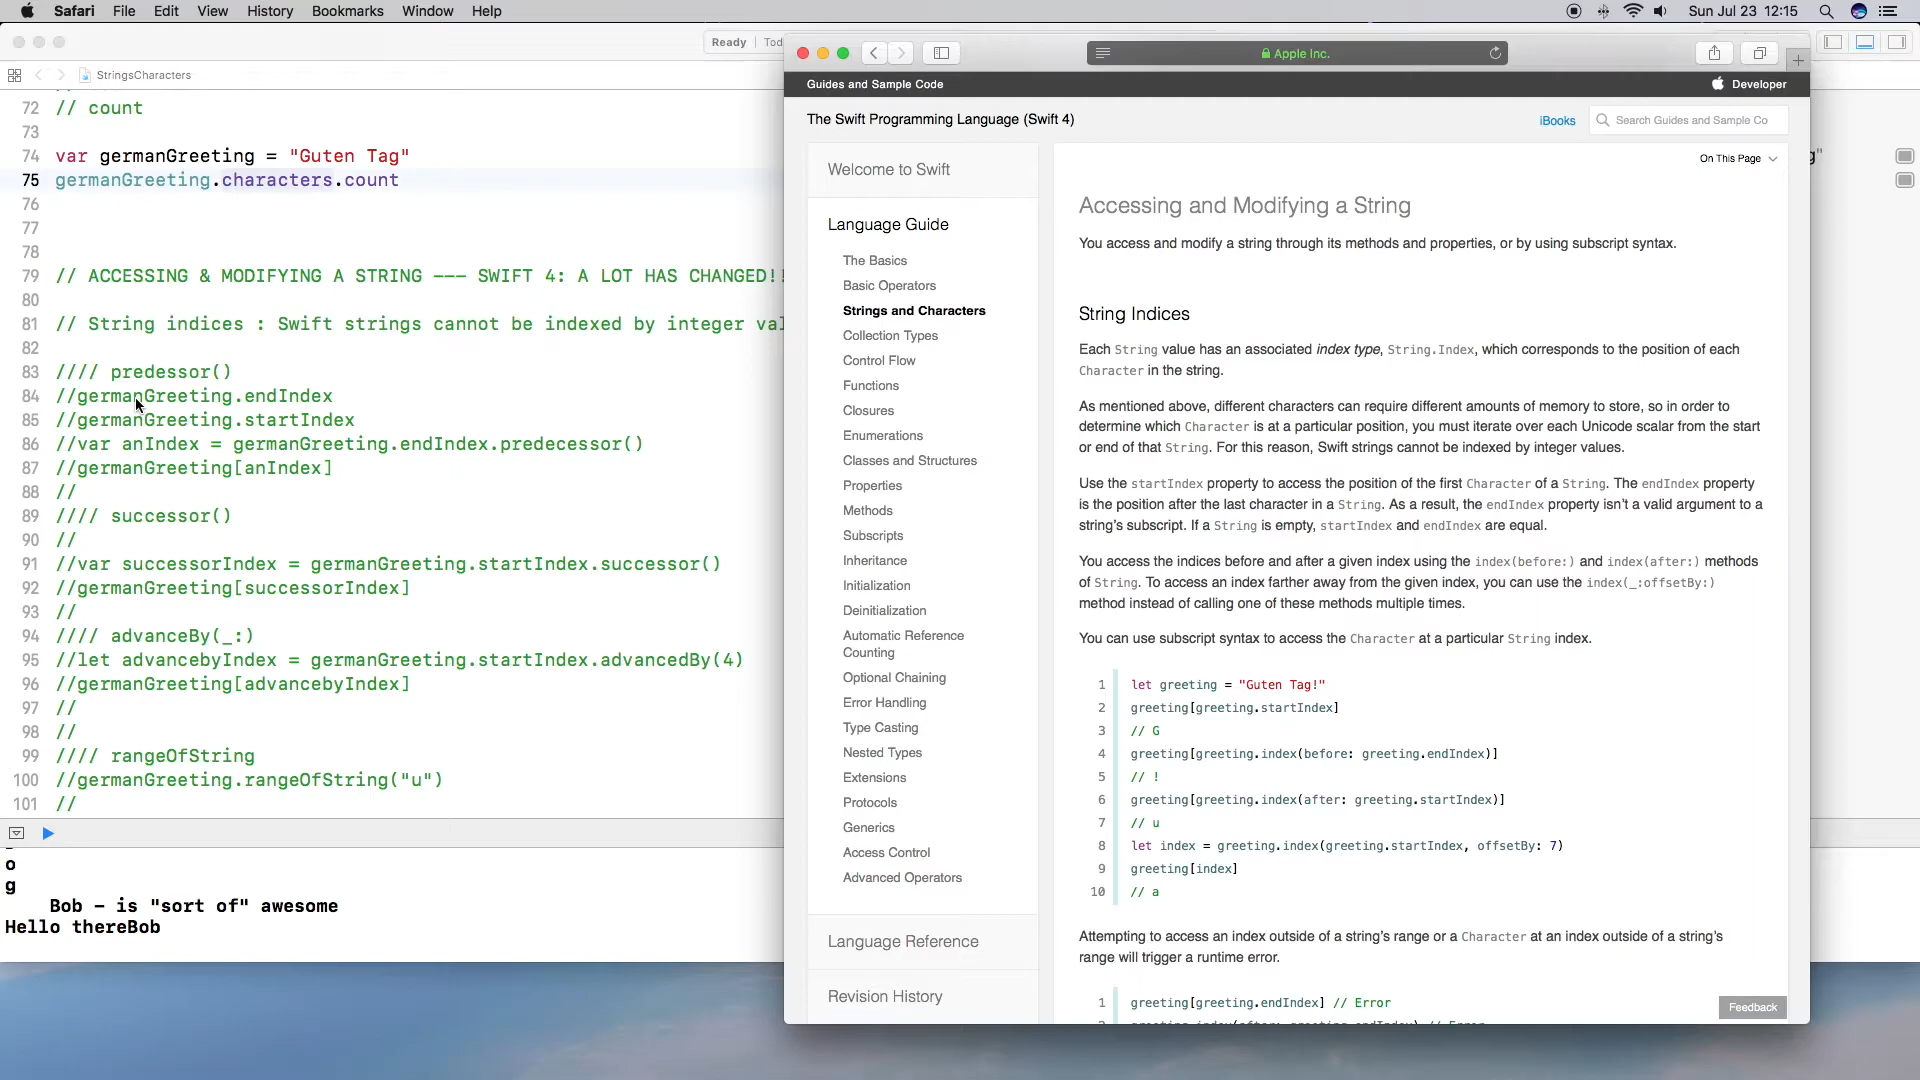 Safari File Edit View History Bookmarks Window Help Sun Jul 23 12:15
Ready
StringsCharacters
72 // count
73
74 var germanGreeting = "Guten Tag"
75 germanGreeting.characters.count
76
77
78
79 // ACCESSING & MODIFYING A STRING --- SWIFT 4: A LOT HAS CHANGED!
80
81 // String indices : Swift strings cannot be indexed by integer
82
83 //// predessor()
84 //germanGreeting.endIndex
85 //germanGreeting.startIndex
86 //var anIndex = germanGreeting.endIndex.predecessor()
87 //germanGreeting[anIndex]
88 //
89 //// successor()
90 //
91 //var successorIndex = germanGreeting.startIndex.successor()
92 //germanGreeting[successorIndex]
93 //
94 //// advanceBy(_:)
95 //let advancebyIndex = germanGreeting.startIndex.advancedBy(4)
96 //germanGreeting[advancebyIndex]
97 //
98 //
99 //// rangeOfString
100 //germanGreeting.rangeOfString("u")
101 //
o
g
Bob - is "sort of" awesome
Hello thereBob
Apple Inc.
Guides and Sample Code
Developer
The Swift Programming Language (Swift 4)
iBooks
Search Guides and Sample Co
Welcome to Swift
Language Guide
The Basics
Basic Operators
Strings and Characters
Collection Types
Control Flow
Functions
Closures
Enumerations
Classes and Structures
Properties
Methods
Subscripts
Inheritance
Initialization
Deinitialization
Automatic Reference
Counting
Optional Chaining
Error Handling
Type Casting
Nested Types
Extensions
Protocols
Generics
Access Control
Advanced Operators
Language Reference
Revision History
On This Page
Accessing and Modifying a String
You access and modify a string through its methods and properties, or by using subscript syntax.
String Indices
Each String value has an associated index type, String.Index, which corresponds to the position of each
Character in the string.
As mentioned above, different characters can require different amounts of memory to store, so in order to
determine which Character is at a particular position, you must iterate over each Unicode scalar from the start
or end of that String. For this reason, Swift strings cannot be indexed by integer values.
Use the startIndex property to access the position of the first Character of a String. The endIndex property
is the position after the last character in a String. As a result, the endIndex property isn't a valid argument to a
string's subscript. If a String is empty, startIndex and endIndex are equal.
You access the indices before and after a given index using the index(before:) and index(after:) methods
of String. To access an index farther away from the given index, you can use the index(_:offsetBy:)
method instead of calling one of these methods multiple times.
You can use subscript syntax to access the Character at a particular String index.
1 let greeting = "Guten Tag!"
2 greeting[greeting.startIndex]
3 // G
4 greeting[greeting.index(before: greeting.endIndex)]
5 // !
6 greeting[greeting.index(after: greeting.startIndex)]
7 // u
8 let index = greeting.index(greeting.startIndex, offsetBy: 7)
9 greeting[index]
10 // a
Attempting to access an index outside of a string's range or a Character at an index outside of a string's
range will trigger a runtime error.
1 greeting[greeting.endIndex] // Error
Feedback